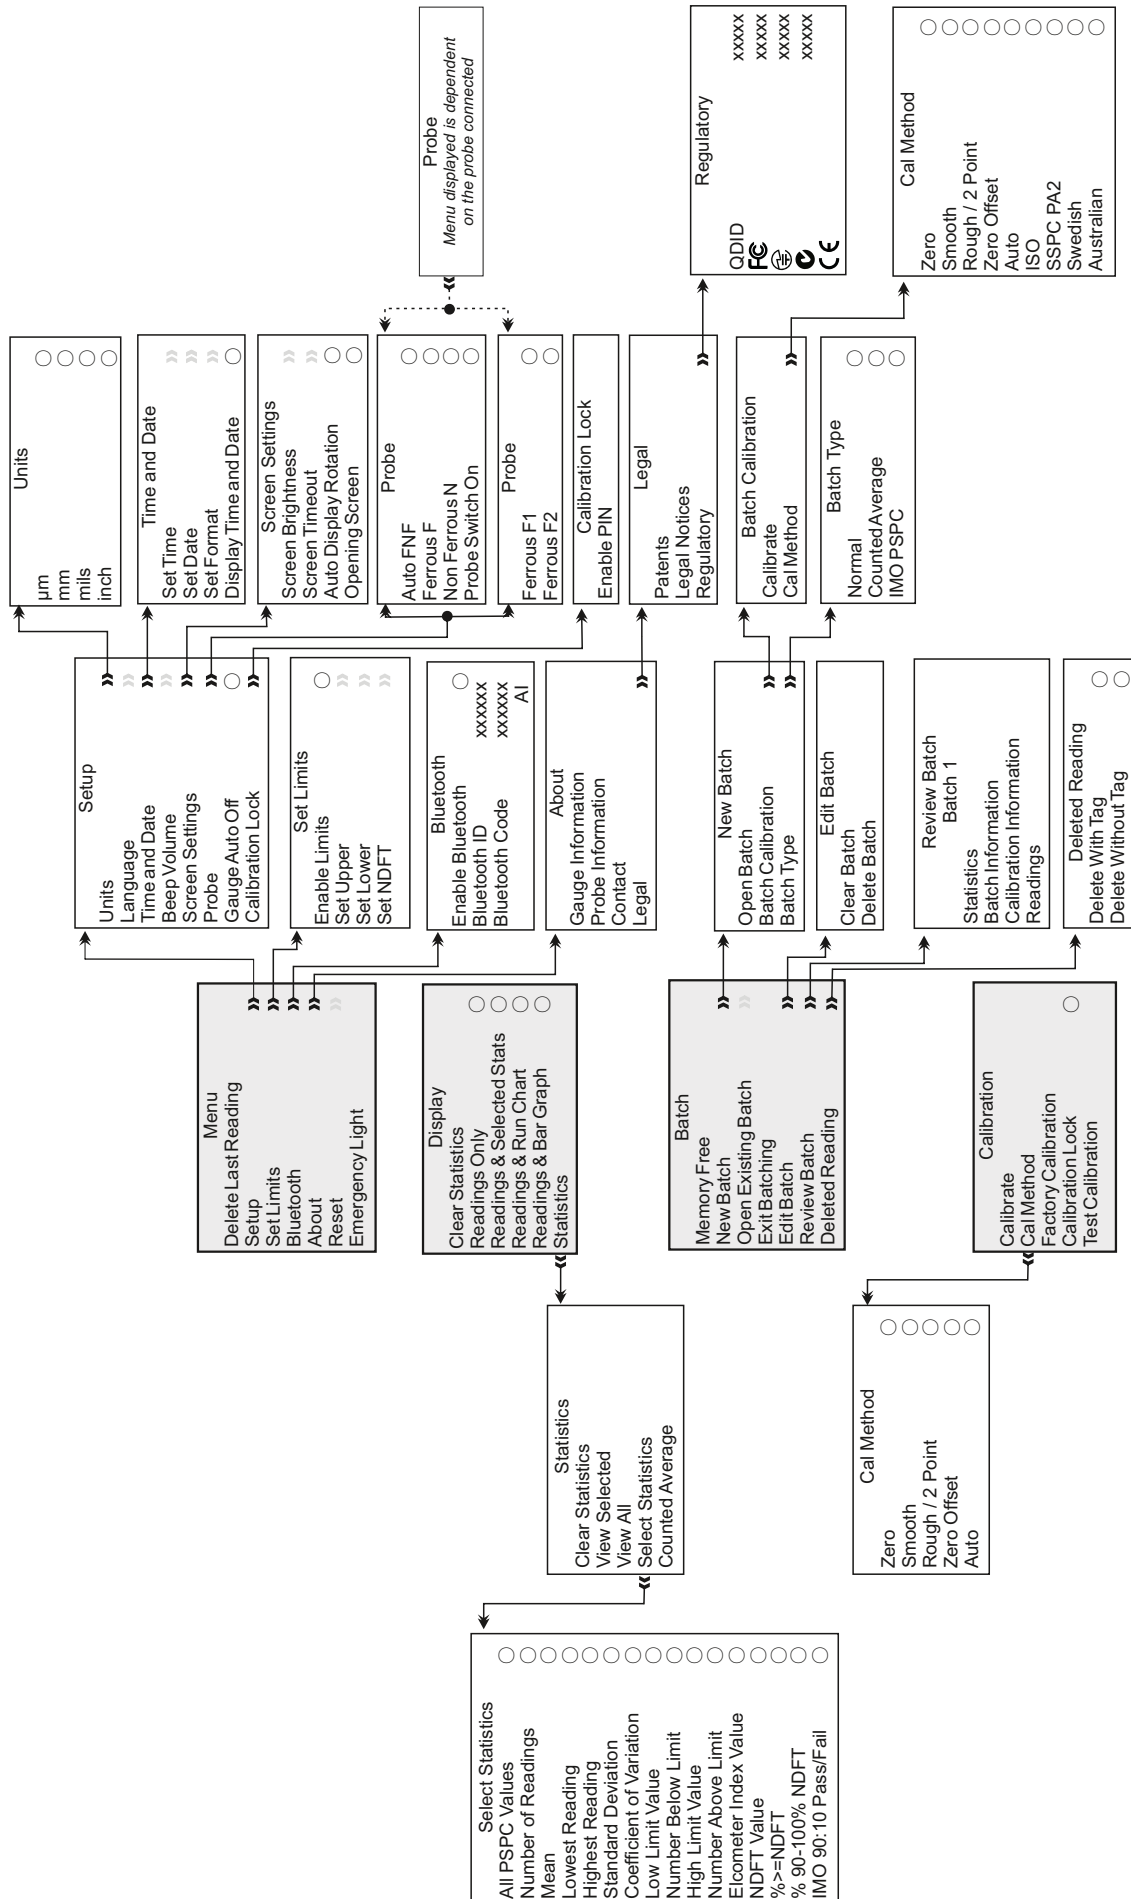 Select Statistics
All PSPC Values
Number of Readings
Mean
Lowest Reading
Highest Reading
Standard Deviation
Coefficient of Variation
Low Limit Value
Number Below Limit
High Limit Value
Number Above Limit
Elcometer Index Value
NDFT Value
%>=NDFT
% 90-100% NDFT
IMO 90:10 Pass/Fail
Statistics
Clear Statistics
View Selected
View All
Select Statistics
Counted Average
Cal Method
Zero
Smooth
Rough / 2 Point
Zero Offset
Auto
Menu
Delete Last Reading
Setup
Set Limits
Bluetooth
About
Reset
Emergency Light
Display
Clear Statistics
Readings Only
Readings & Selected Stats
Readings & Run Chart
Readings & Bar Graph
Statistics
Batch
Memory Free
New Batch
Open Existing Batch
Exit Batching
Edit Batch
Review Batch
Deleted Reading
Calibration
Calibrate
Cal Method
Factory Calibration
Calibration Lock
Test Calibration
Setup
Units
Language
Time and Date
Beep Volume
Screen Settings
Probe
Gauge Auto Off
Calibration Lock
Set Limits
Enable Limits
Set Upper
Set Lower
Set NDFT
Bluetooth
Enable Bluetooth
Bluetooth ID xxxxxx
Bluetooth Code xxxxxx
AI
About
Gauge Information
Probe Information
Contact
Legal
New Batch
Open Batch
Batch Calibration
Batch Type
Edit Batch
Clear Batch
Delete Batch
Review Batch
Batch 1
Statistics
Batch Information
Calibration Information
Readings
Deleted Reading
Delete With Tag
Delete Without Tag
Units
µm
mm
mils
inch
Time and Date
Set Time
Set Date
Set Format
Display Time and Date
Screen Settings
Screen Brightness
Screen Timeout
Auto Display Rotation
Opening Screen
Probe
Auto FNF
Ferrous F
Non Ferrous N
Probe Switch On
Probe
Ferrous F1
Ferrous F2
Calibration Lock
Enable PIN
Legal
Patents
Legal Notices
Regulatory
Batch Calibration
Calibrate
Cal Method
Batch Type
Normal
Counted Average
IMO PSPC
Probe
Menu displayed is dependent
on the probe connected
Regulatory
QDID xxxxx
FC xxxxx
xxxxx
CE xxxxx
Cal Method
Zero
Smooth
Rough / 2 Point
Zero Offset
Auto
ISO
SSPC PA2
Swedish
Australian